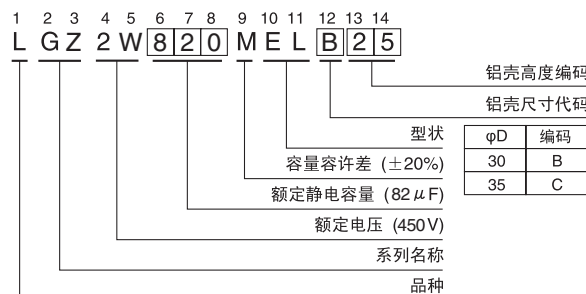 1 2 3 4 5 6 7 8 9 10 11 12 13 14
L G Z 2 W 8 2 0 M E L B 2 5
铝壳高度编码
铝壳尺寸代码
型状
容量容许差 (±20%)
额定静电容量 (82μF)
额定电压 (450V)
系列名称
品种
φD 编码
30 B
35 C